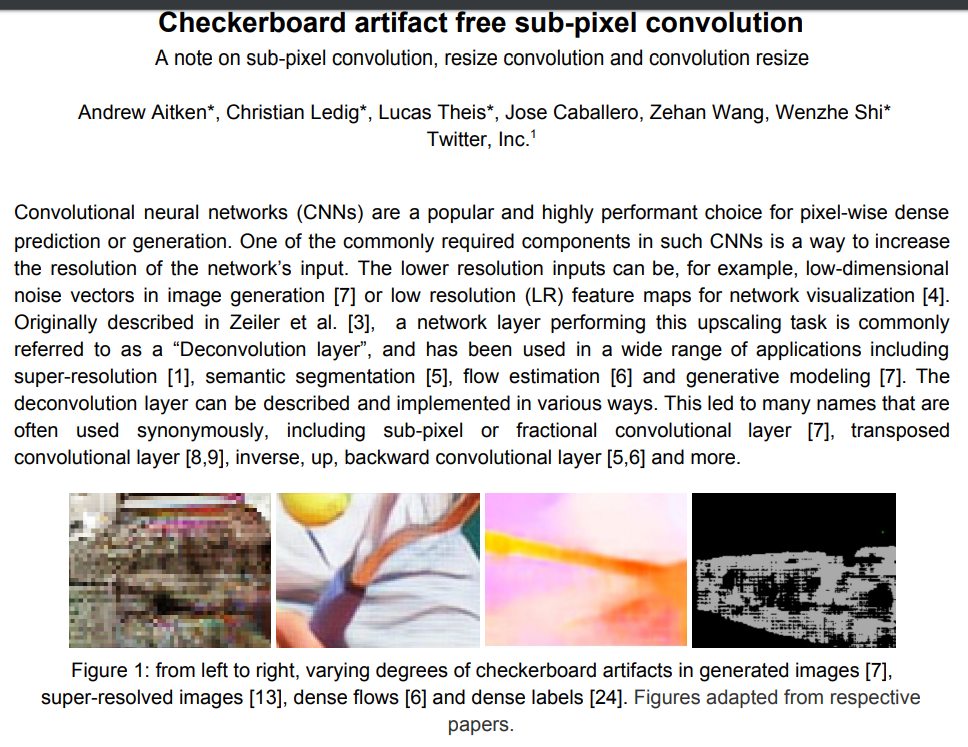 Checkerboard artifact free sub-pixel convolution
A note on sub-pixel convolution, resize convolution and convolution resize
Andrew Aitken*, Christian Ledig*, Lucas Theis*, Jose Caballero, Zehan Wang, Wenzhe Shi*
Twitter, Inc.1
Convolutional neural networks (CNNs) are a popular and highly performant choice for pixel-wise dense
prediction or generation. One of the commonly required components in such CNNs is a way to increase
the resolution of the network's input. The lower resolution inputs can be, for example, low-dimensional
noise vectors in image generation [7] or low resolution (LR) feature maps for network visualization [4].
Originally described in Zeiler et al. [3], a network layer performing this upscaling task is commonly
referred to as a “Deconvolution layer”, and has been used in a wide range of applications including
super-resolution [1], semantic segmentation [5], flow estimation [6] and generative modeling [7]. The
deconvolution layer can be described and implemented in various ways. This led to many names that are
often used synonymously, including sub-pixel or fractional convolutional layer [7], transposed
convolutional layer [8,9], inverse, up, backward convolutional layer [5,6] and more.
Figure 1: from left to right, varying degrees of checkerboard artifacts in generated images [7],
super-resolved images [13], dense flows [6] and dense labels [24]. Figures adapted from respective
papers.